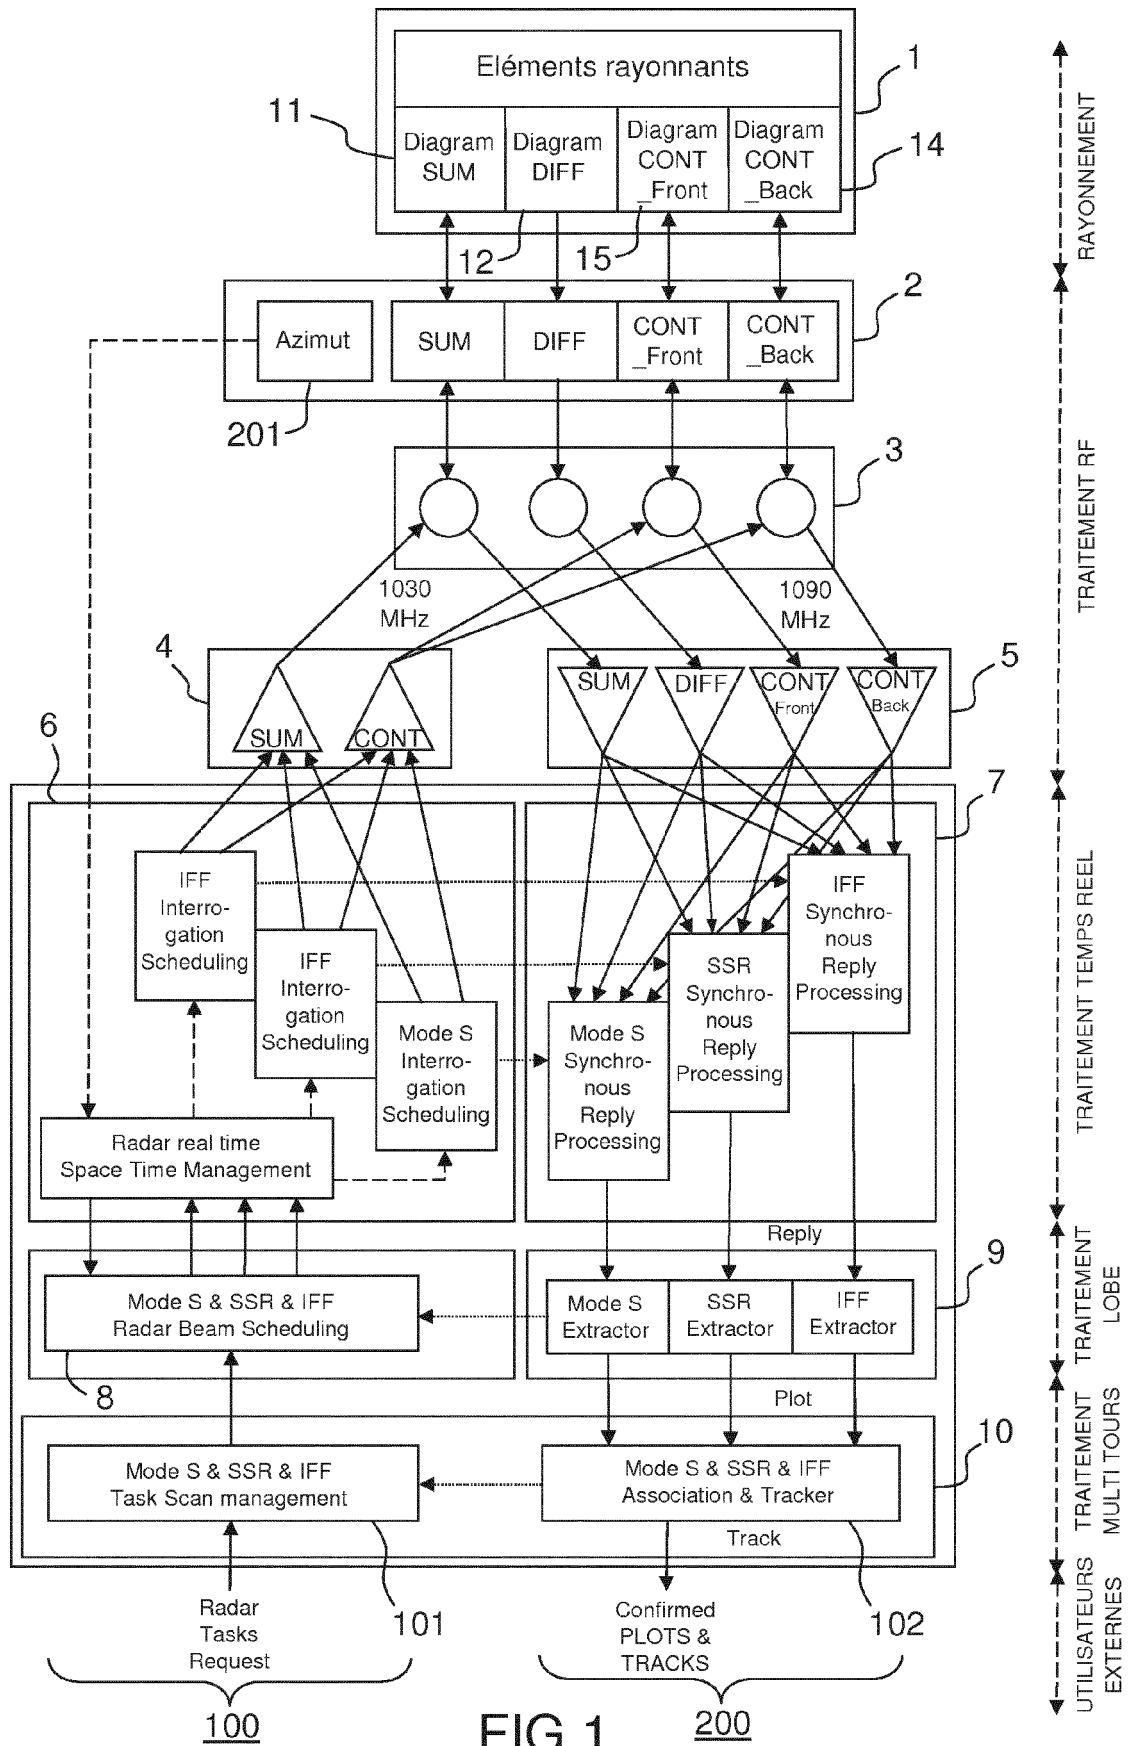 Eléments rayonnants
1
11
Diagram
SUM
Diagram
DIFF
Diagram
CONT
_Front
Diagram
CONT
_Back
14
12
15
RAYONNEMENT
2
Azimut
SUM
DIFF
CONT
_Front
CONT
_Back
201
3
TRAITEMENT RF
1030
MHz
1090
MHz
4
5
SUM
CONT
SUM
DIFF
CONT
Front
CONT
Back
6
7
IFF
Interro-
gation
Scheduling
IFF
Interro-
gation
Scheduling
Mode S
Interro-
gation
Scheduling
IFF
Synchro-
nous
Reply
Processing
SSR
Synchro-
nous
Reply
Processing
Mode S
Synchro-
nous
Reply
Processing
TRAITEMENT TEMPS REEL
Radar real time
Space Time Management
Reply
Mode S & SSR & IFF
Radar Beam Scheduling
8
Mode S
Extractor
SSR
Extractor
IFF
Extractor
9
TRAITEMENT
LOBE
Plot
10
Mode S & SSR & IFF
Task Scan management
Mode S & SSR & IFF
Association & Tracker
Track
TRAITEMENT
MULTI TOURS
Radar
Tasks
Request
101
Confirmed
PLOTS &
TRACKS
102
UTILISATEURS
EXTERNES
100
200
FIG.1